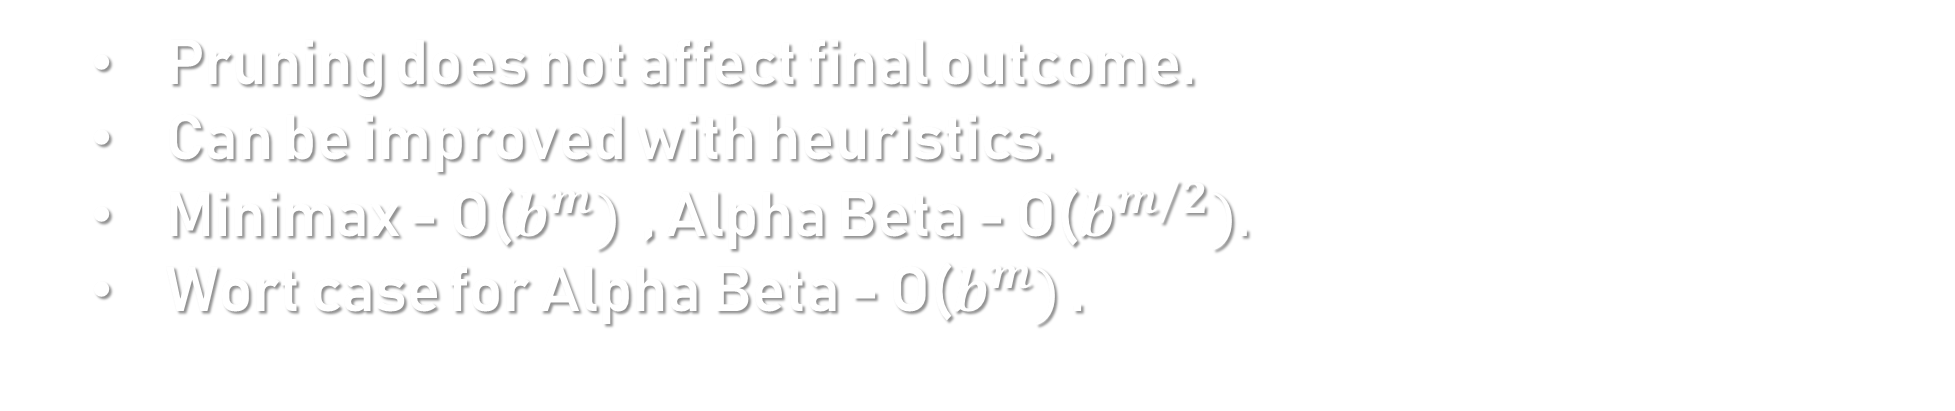 • Pruning does not affect final outcome.
• Can be improved with heuristics.
• Minimax – O(b^m) , Alpha Beta – O(b^{m/2}).
• Wort case for Alpha Beta – O(b^m) .